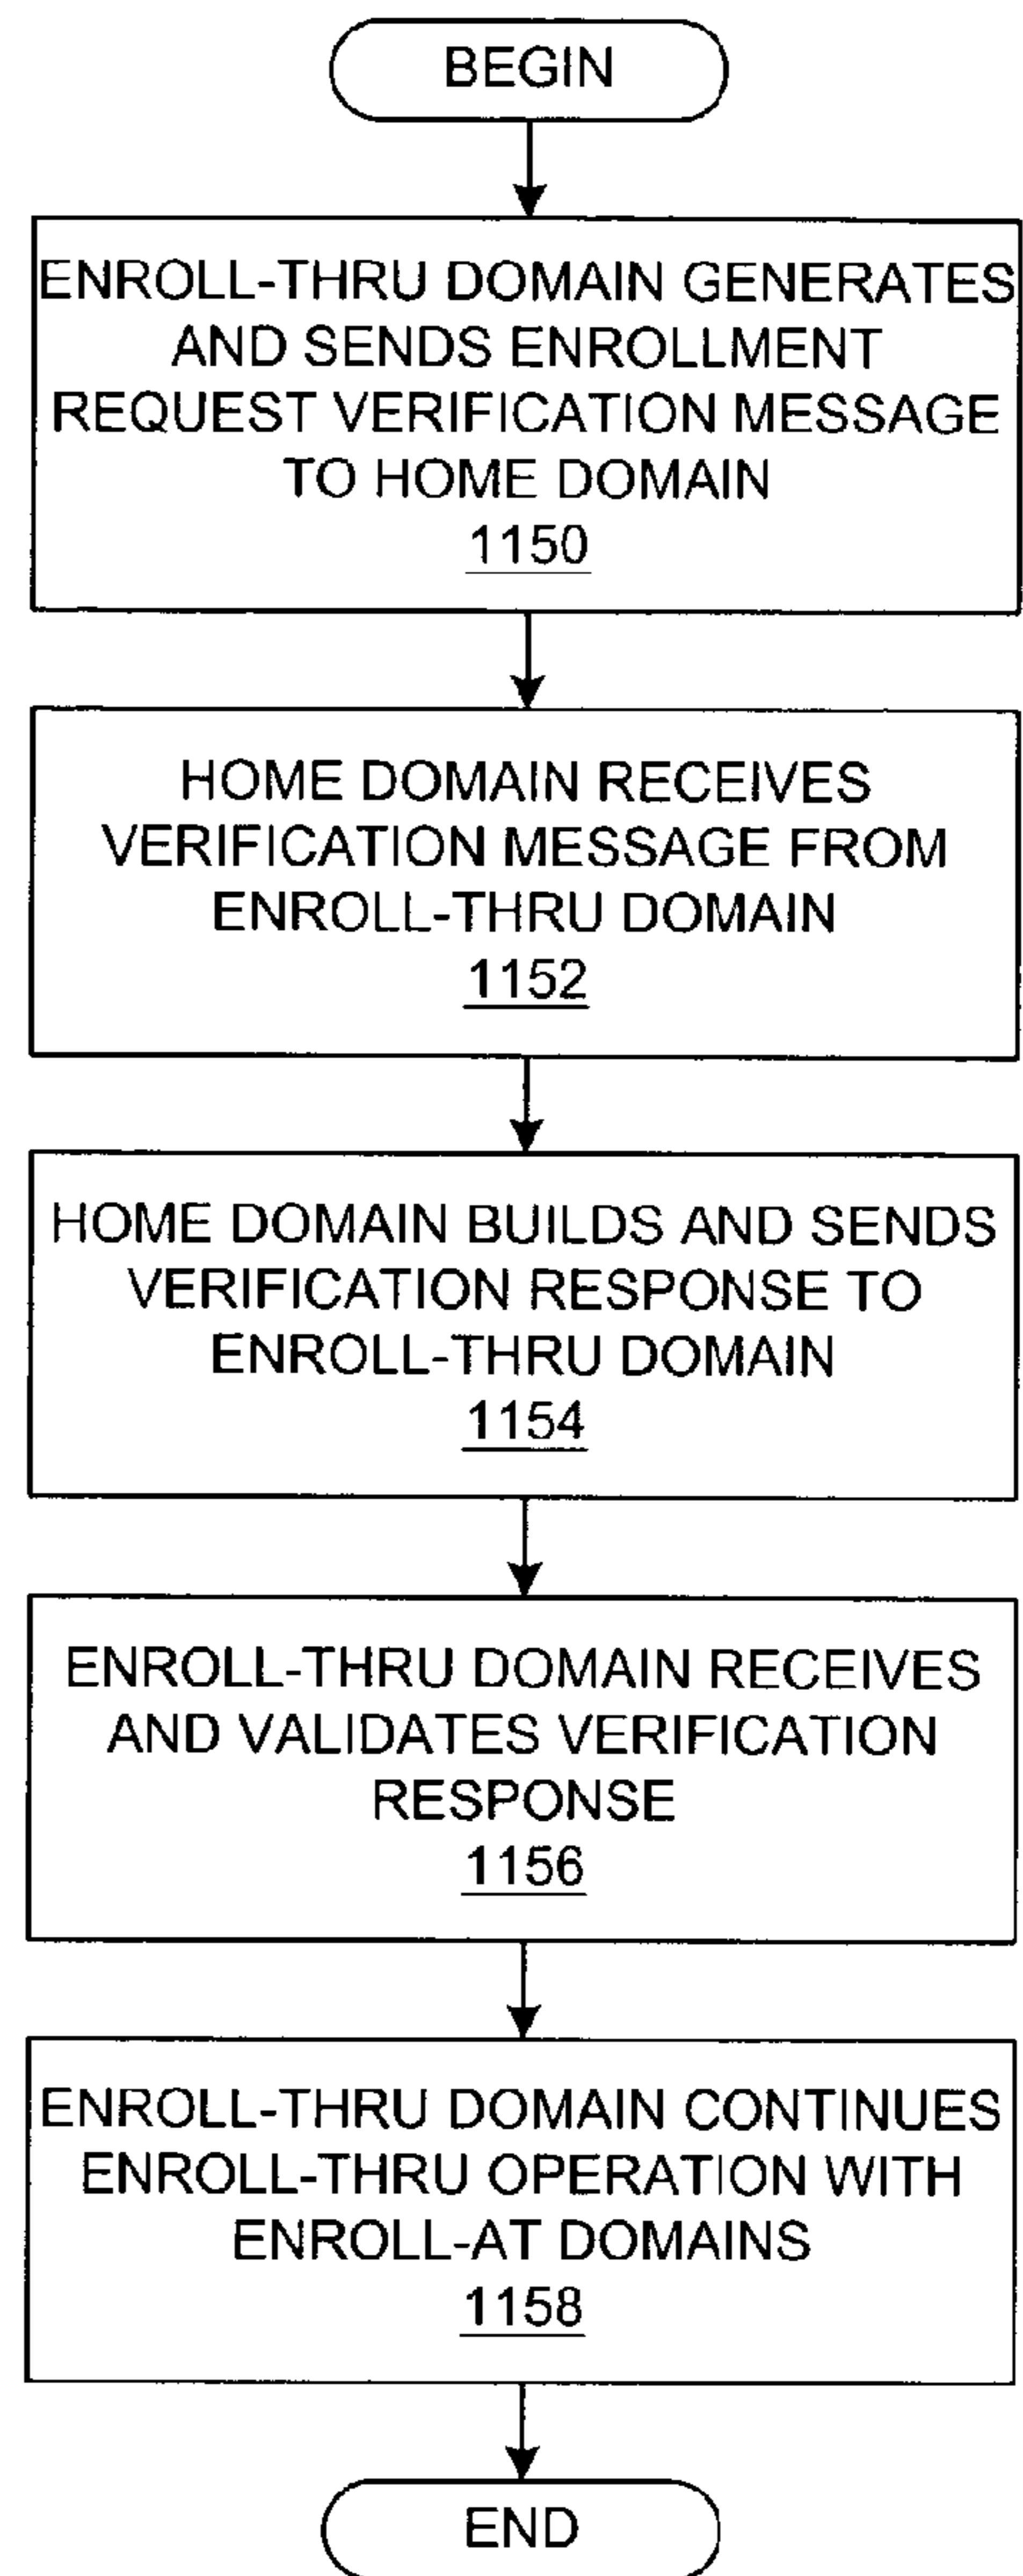 BEGIN
ENROLL-THRU DOMAIN GENERATES
AND SENDS ENROLLMENT
REQUEST VERIFICATION MESSAGE
TO HOME DOMAIN
1150
HOME DOMAIN RECEIVES
VERIFICATION MESSAGE FROM
ENROLL-THRU DOMAIN
1152
HOME DOMAIN BUILDS AND SENDS
VERIFICATION RESPONSE TO
ENROLL-THRU DOMAIN
1154
ENROLL-THRU DOMAIN RECEIVES
AND VALIDATES VERIFICATION
RESPONSE
1156
ENROLL-THRU DOMAIN CONTINUES
ENROLL-THRU OPERATION WITH
ENROLL-AT DOMAINS
1158
END